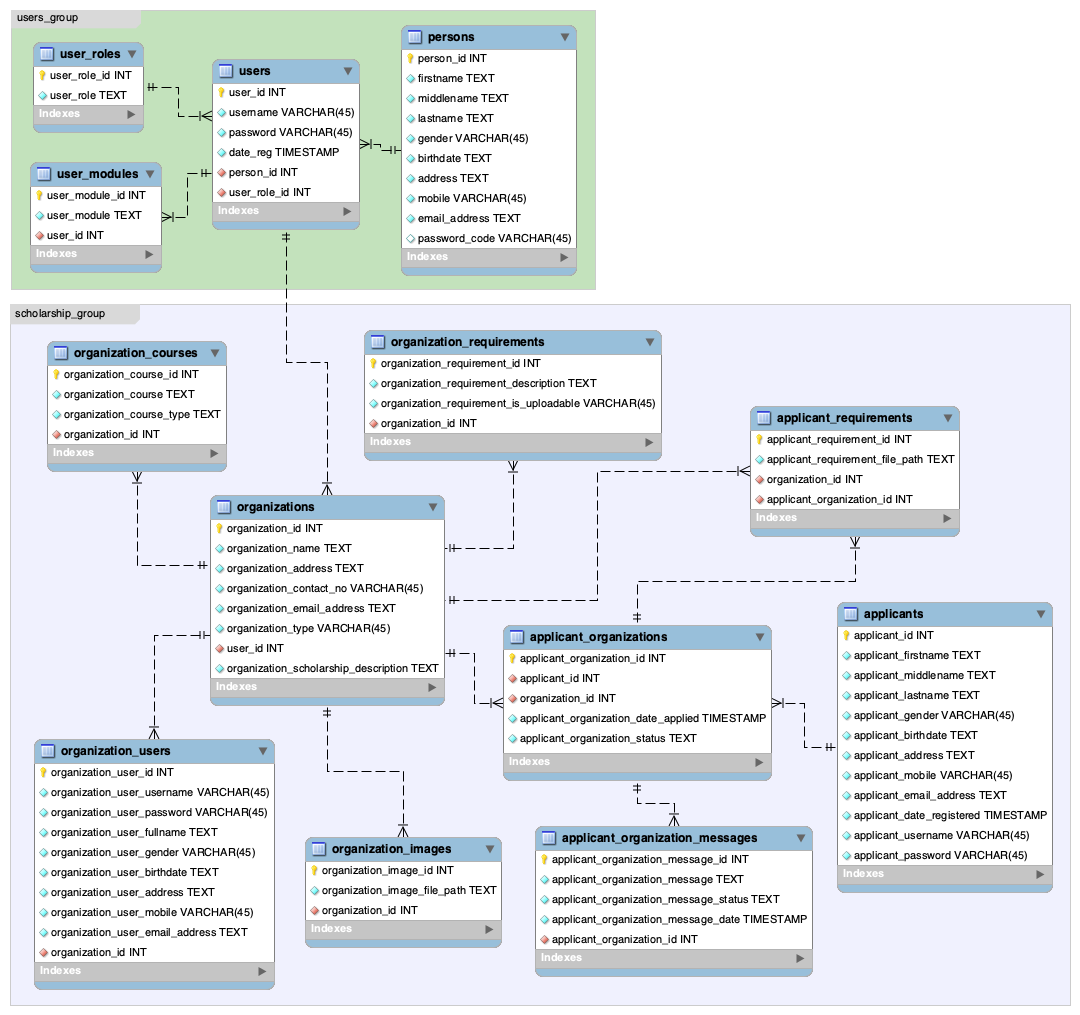 users_group
user_roles
user_role_id INT
user_role TEXT
Indexes
user_modules
user_module_id INT
user_module TEXT
user_id INT
Indexes
users
user_id INT
username VARCHAR(45)
password VARCHAR(45)
date_reg TIMESTAMP
person_id INT
user_role_id INT
Indexes
persons
person_id INT
firstname TEXT
middlename TEXT
lastname TEXT
gender VARCHAR(45)
birthdate TEXT
address TEXT
mobile VARCHAR(45)
email_address TEXT
password_code VARCHAR(45)
Indexes
scholarship_group
organization_courses
organization_course_id INT
organization_course TEXT
organization_course_type TEXT
organization_id INT
Indexes
organization_requirements
organization_requirement_id INT
organization_requirement_description TEXT
organization_requirement_is_uploadable VARCHAR(45)
organization_id INT
Indexes
applicant_requirements
applicant_requirement_id INT
applicant_requirement_file_path TEXT
organization_id INT
applicant_organization_id INT
Indexes
organizations
organization_id INT
organization_name TEXT
organization_address TEXT
organization_contact_no VARCHAR(45)
organization_email_address TEXT
organization_type VARCHAR(45)
user_id INT
organization_scholarship_description TEXT
Indexes
applicant_organizations
applicant_organization_id INT
applicant_id INT
organization_id INT
applicant_organization_date_applied TIMESTAMP
applicant_organization_status TEXT
Indexes
applicants
applicant_id INT
applicant_firstname TEXT
applicant_middlename TEXT
applicant_lastname TEXT
applicant_gender VARCHAR(45)
applicant_birthdate TEXT
applicant_address TEXT
applicant_mobile VARCHAR(45)
applicant_email_address TEXT
applicant_date_registered TIMESTAMP
applicant_username VARCHAR(45)
applicant_password VARCHAR(45)
Indexes
organization_users
organization_user_id INT
organization_user_username VARCHAR(45)
organization_user_password VARCHAR(45)
organization_user_fullname TEXT
organization_user_gender VARCHAR(45)
organization_user_birthdate TEXT
organization_user_address TEXT
organization_user_mobile VARCHAR(45)
organization_user_email_address TEXT
organization_id INT
Indexes
organization_images
organization_image_id INT
organization_image_file_path TEXT
organization_id INT
Indexes
applicant_organization_messages
applicant_organization_message_id INT
applicant_organization_message TEXT
applicant_organization_message_status TEXT
applicant_organization_message_date TIMESTAMP
applicant_organization_id INT
Indexes